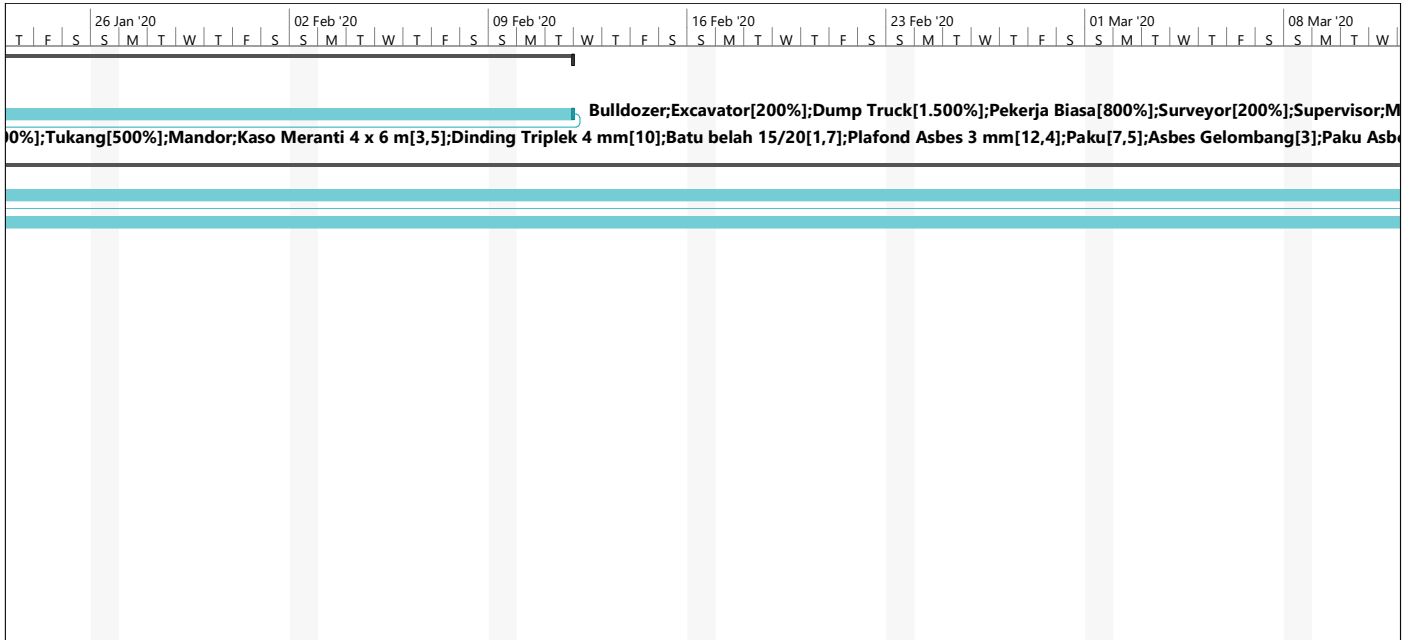 26 Jan '20 02 Feb '20 09 Feb '20 16 Feb '20 23 Feb '20 01 Mar '20 08 Mar '20
T F S S M T W T F S S M T W T F S S M T W T F S S M T W T F S S M T W T F S S M T W T F S S M T W
Bulldozer;Excavator[200%];Dump Truck[1.500%];Pekerja Biasa[800%];Surveyor[200%];Supervisor;M
00%];Tukang[500%];Mandor;Kaso Meranti 4 x 6 m[3,5];Dinding Triplek 4 mm[10];Batu belah 15/20[1,7];Plafond Asbes 3 mm[12,4];Paku[7,5];Asbes Gelombang[3];Paku Asbe